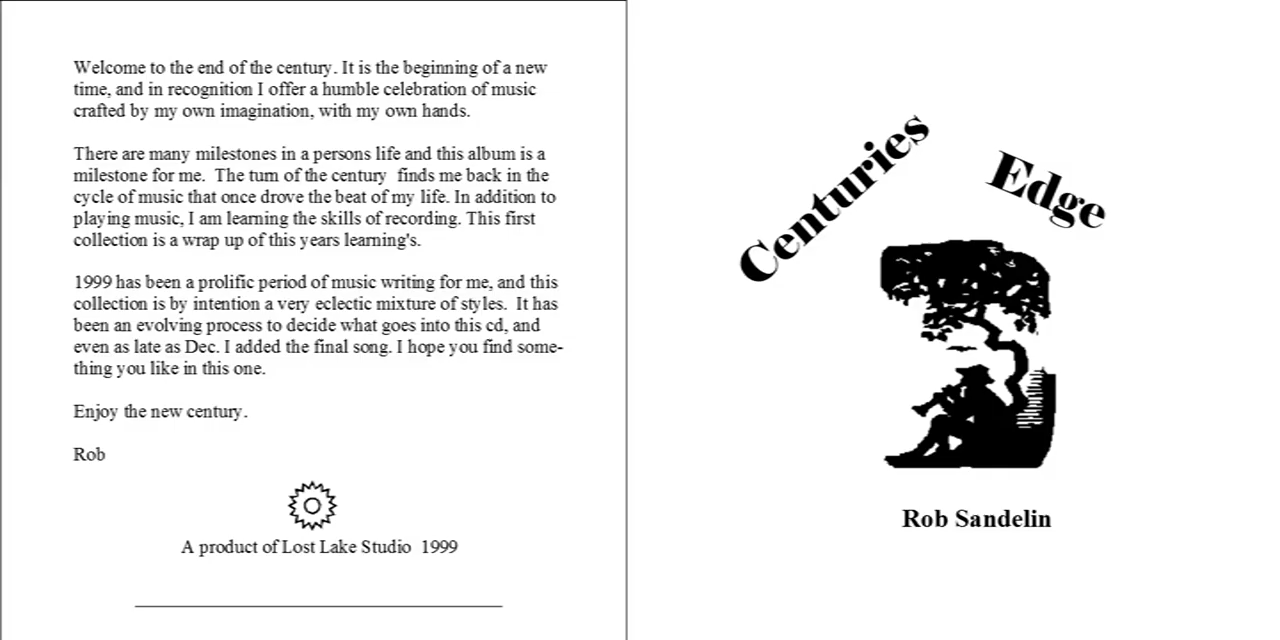 Welcome to the end of the century. It is the beginning of a new
time, and in recognition I offer a humble celebration of music
crafted by my own imagination, with my own hands.
There are many milestones in a persons life and this album is a
milestone for me.  The turn of the century  finds me back in the
cycle of music that once drove the beat of my life. In addition to
playing music, I am learning the skills of recording. This first
collection is a wrap up of this years learning's.
1999 has been a prolific period of music writing for me, and this
collection is by intention a very eclectic mixture of styles.  It has
been an evolving process to decide what goes into this cd, and
even as late as Dec. I added the final song. I hope you find some-
thing you like in this one.
Enjoy the new century.
Rob
A product of Lost Lake Studio  1999
Centuries
Edge
Rob Sandelin